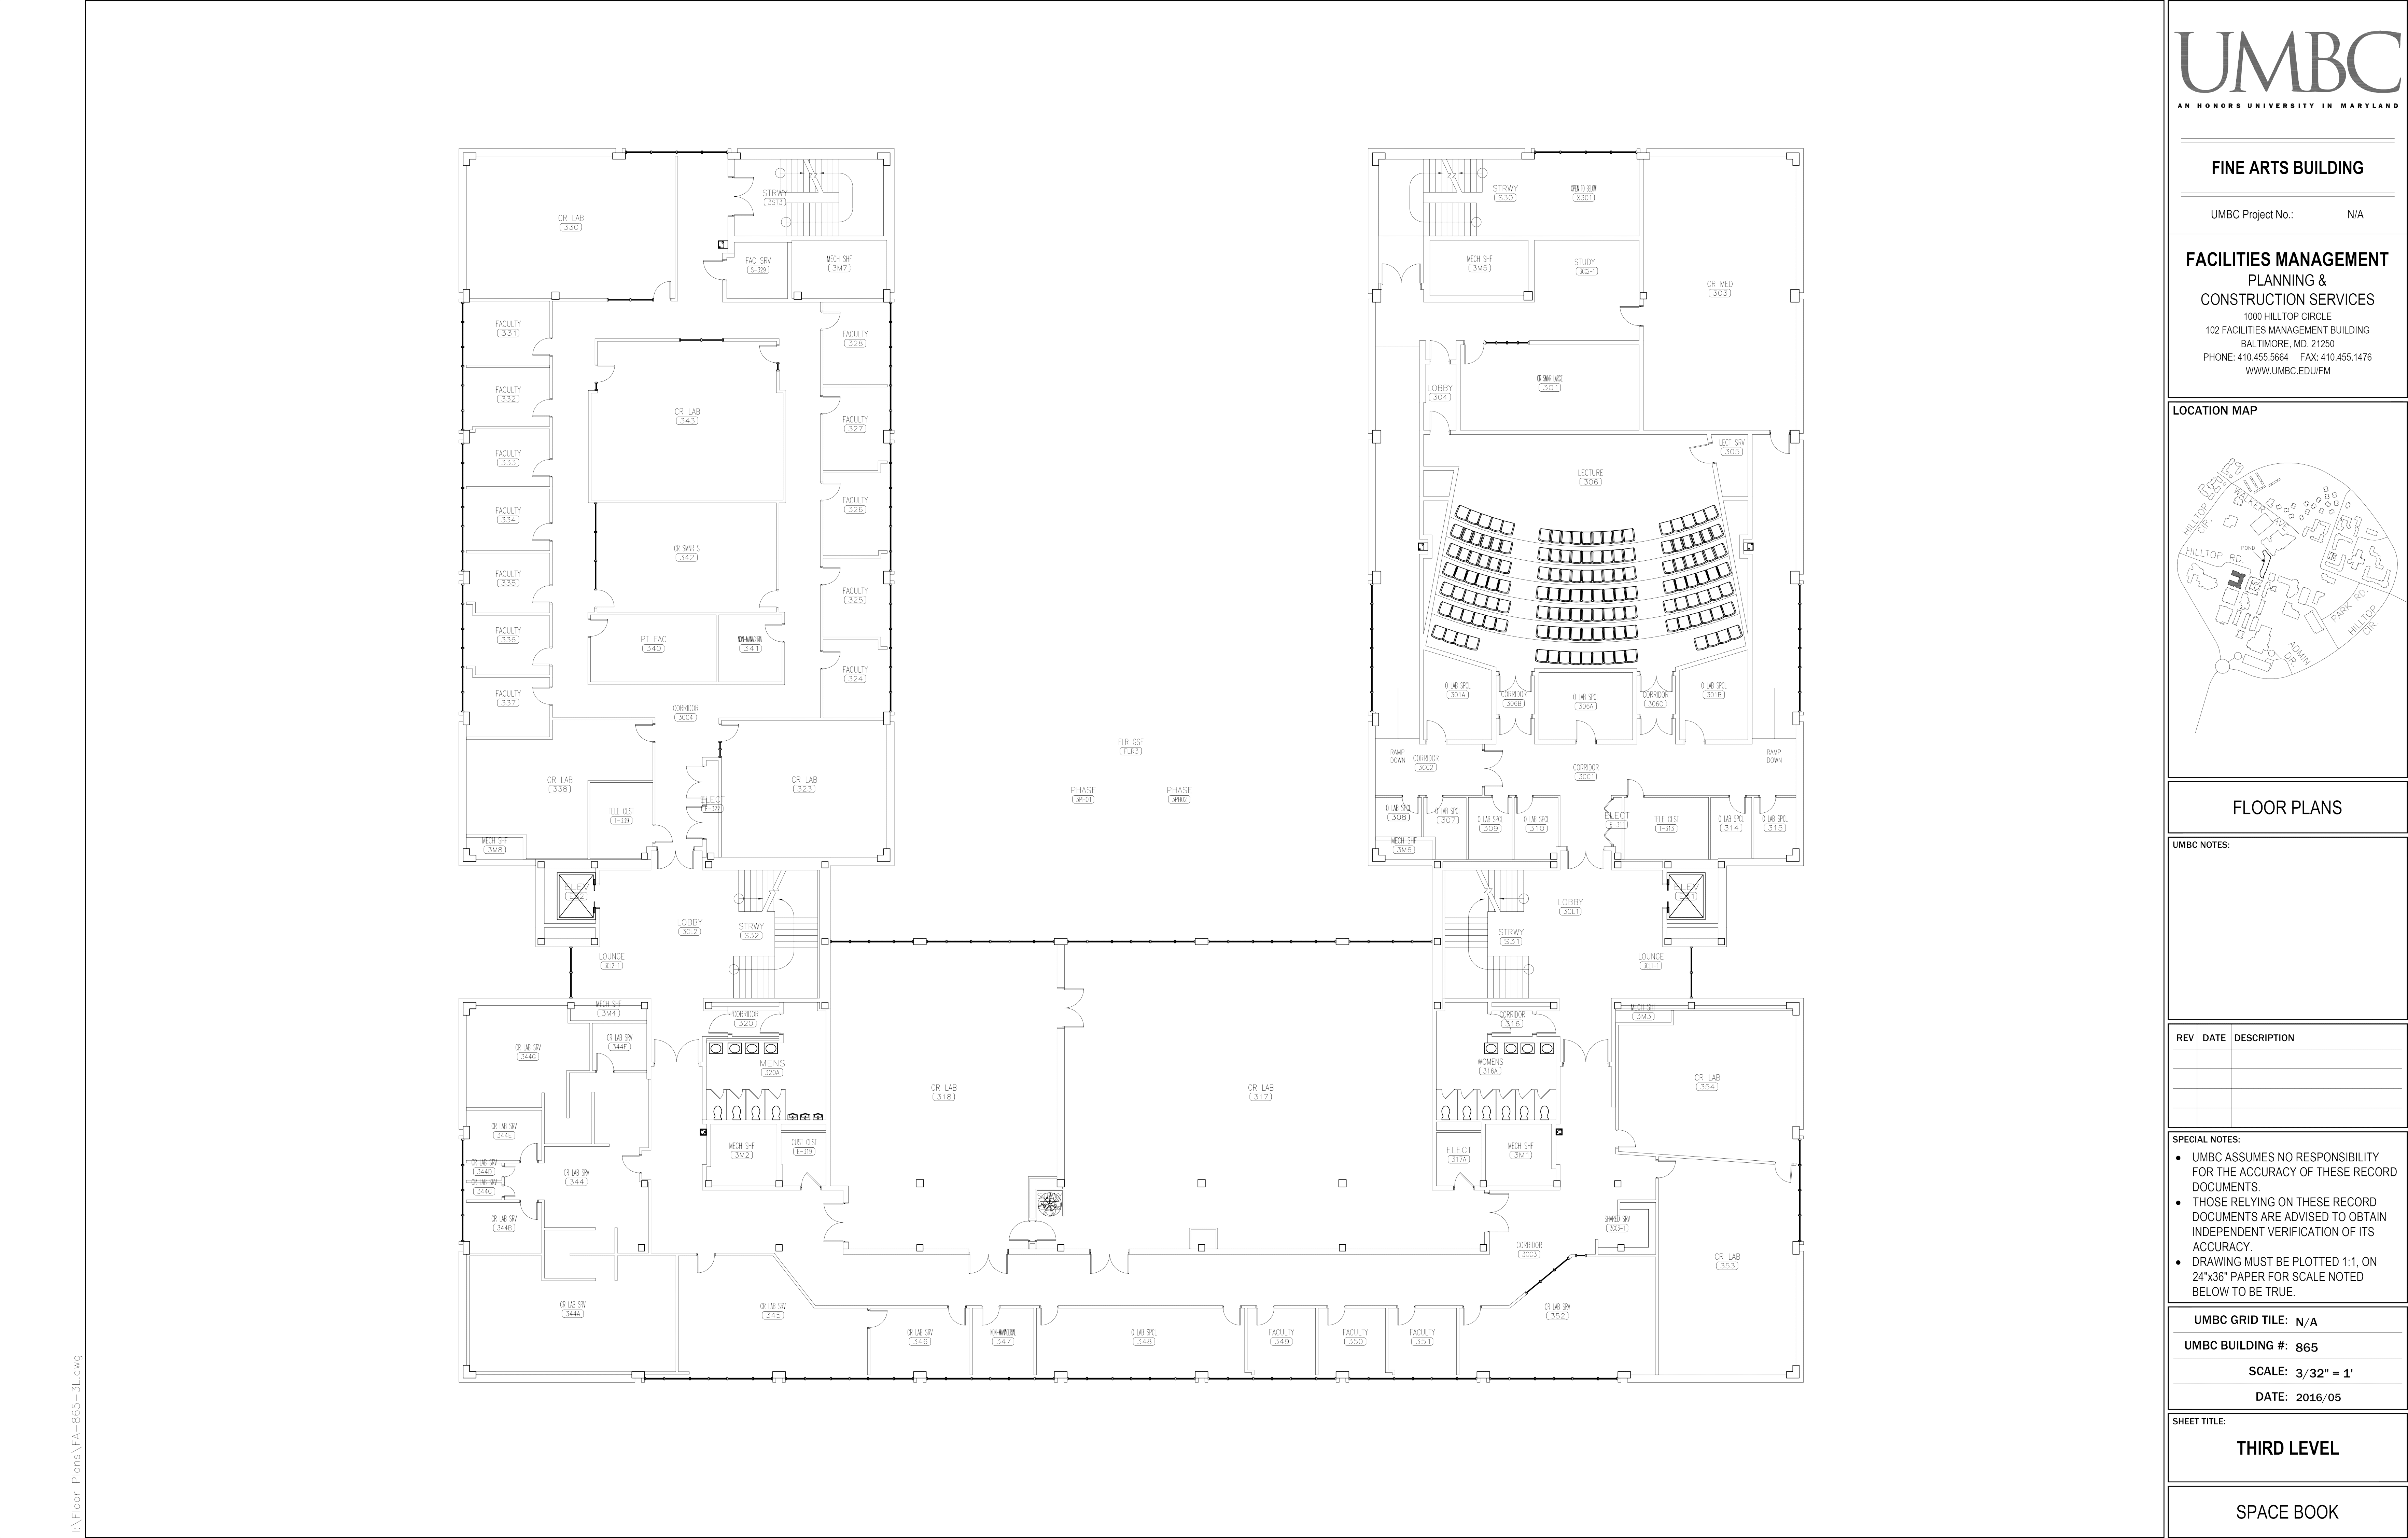 CR LAB
330
STRWY
3ST3
FAC SRV
S-329
MECH SHF
3M7
FACULTY
331
FACULTY
332
FACULTY
333
FACULTY
334
FACULTY
335
FACULTY
336
FACULTY
337
FACULTY
328
FACULTY
327
FACULTY
326
FACULTY
325
FACULTY
324
CR LAB
343
CR SMNR S
342
PT FAC
340
NON-MANAGERIAL
341
CORRIDOR
3CC4
CR LAB
338
TELE CLST
T-339
MECH SHF
3M8
ELECT
E-322
CR LAB
323
FLR GSF
FLR3
PHASE
3PH01
PHASE
3PH02
STRWY
S30
OPEN TO BELOW
X301
MECH SHF
3M5
STUDY
3CC2-1
CR MED
303
LOBBY
304
CR SMNR LARGE
301
LECT SRV
305
LECTURE
306
O LAB SPCL
301A
CORRIDOR
306B
O LAB SPCL
306A
CORRIDOR
306C
O LAB SPCL
301B
RAMP
DOWN
CORRIDOR
3CC2
CORRIDOR
3CC1
RAMP
DOWN
O LAB SPCL
308
O LAB SPCL
307
O LAB SPCL
309
O LAB SPCL
310
MECH SHF
3M6
ELECT
TELE CLST
T-313
O LAB SPCL
314
O LAB SPCL
315
ELEV
LOBBY
3CL2
STRWY
S32
LOUNGE
3CL2-1
STRWY
S31
LOBBY
3CL1
ELEV
LOUNGE
3CL1-1
MECH SHF
3M4
CR LAB SRV
344G
CR LAB SRV
344F
CR LAB SRV
344E
CR LAB SRV
344D
CR LAB SRV
344C
CR LAB SRV
344B
CR LAB SRV
344
CR LAB SRV
344A
CORRIDOR
320
MENS
320A
MECH SHF
3M2
CUST CLST
E-319
CR LAB
318
CR LAB
317
CORRIDOR
316
WOMENS
316A
ELECT
317A
MECH SHF
3M1
MECH SHF
3M3
CR LAB
354
SHARED SRV
3CC3-1
CORRIDOR
3CC3
CR LAB
353
CR LAB SRV
345
CR LAB SRV
346
NON-MANAGERIAL
347
O LAB SPCL
348
FACULTY
349
FACULTY
350
FACULTY
351
CR LAB SRV
352
I:\Floor Plans\FA-865-3L.dwg
UMBC
AN HONORS UNIVERSITY IN MARYLAND
FINE ARTS BUILDING
UMBC Project No.: N/A
FACILITIES MANAGEMENT
PLANNING &
CONSTRUCTION SERVICES
1000 HILLTOP CIRCLE
102 FACILITIES MANAGEMENT BUILDING
BALTIMORE, MD. 21250
PHONE: 410.455.5664 FAX: 410.455.1476
WWW.UMBC.EDU/FM
LOCATION MAP
WALKER AVE.
HILLTOP
CIR.
HILLTOP RD.
POND
PARK RD.
HILLTOP
CIR.
ADMIN
DR.
FLOOR PLANS
UMBC NOTES:
REV DATE DESCRIPTION
SPECIAL NOTES:
● UMBC ASSUMES NO RESPONSIBILITY
FOR THE ACCURACY OF THESE RECORD
DOCUMENTS.
● THOSE RELYING ON THESE RECORD
DOCUMENTS ARE ADVISED TO OBTAIN
INDEPENDENT VERIFICATION OF ITS
ACCURACY.
● DRAWING MUST BE PLOTTED 1:1, ON
24"x36" PAPER FOR SCALE NOTED
BELOW TO BE TRUE.
UMBC GRID TILE: N/A
UMBC BUILDING #: 865
SCALE: 3/32" = 1'
DATE: 2016/05
SHEET TITLE:
THIRD LEVEL
SPACE BOOK